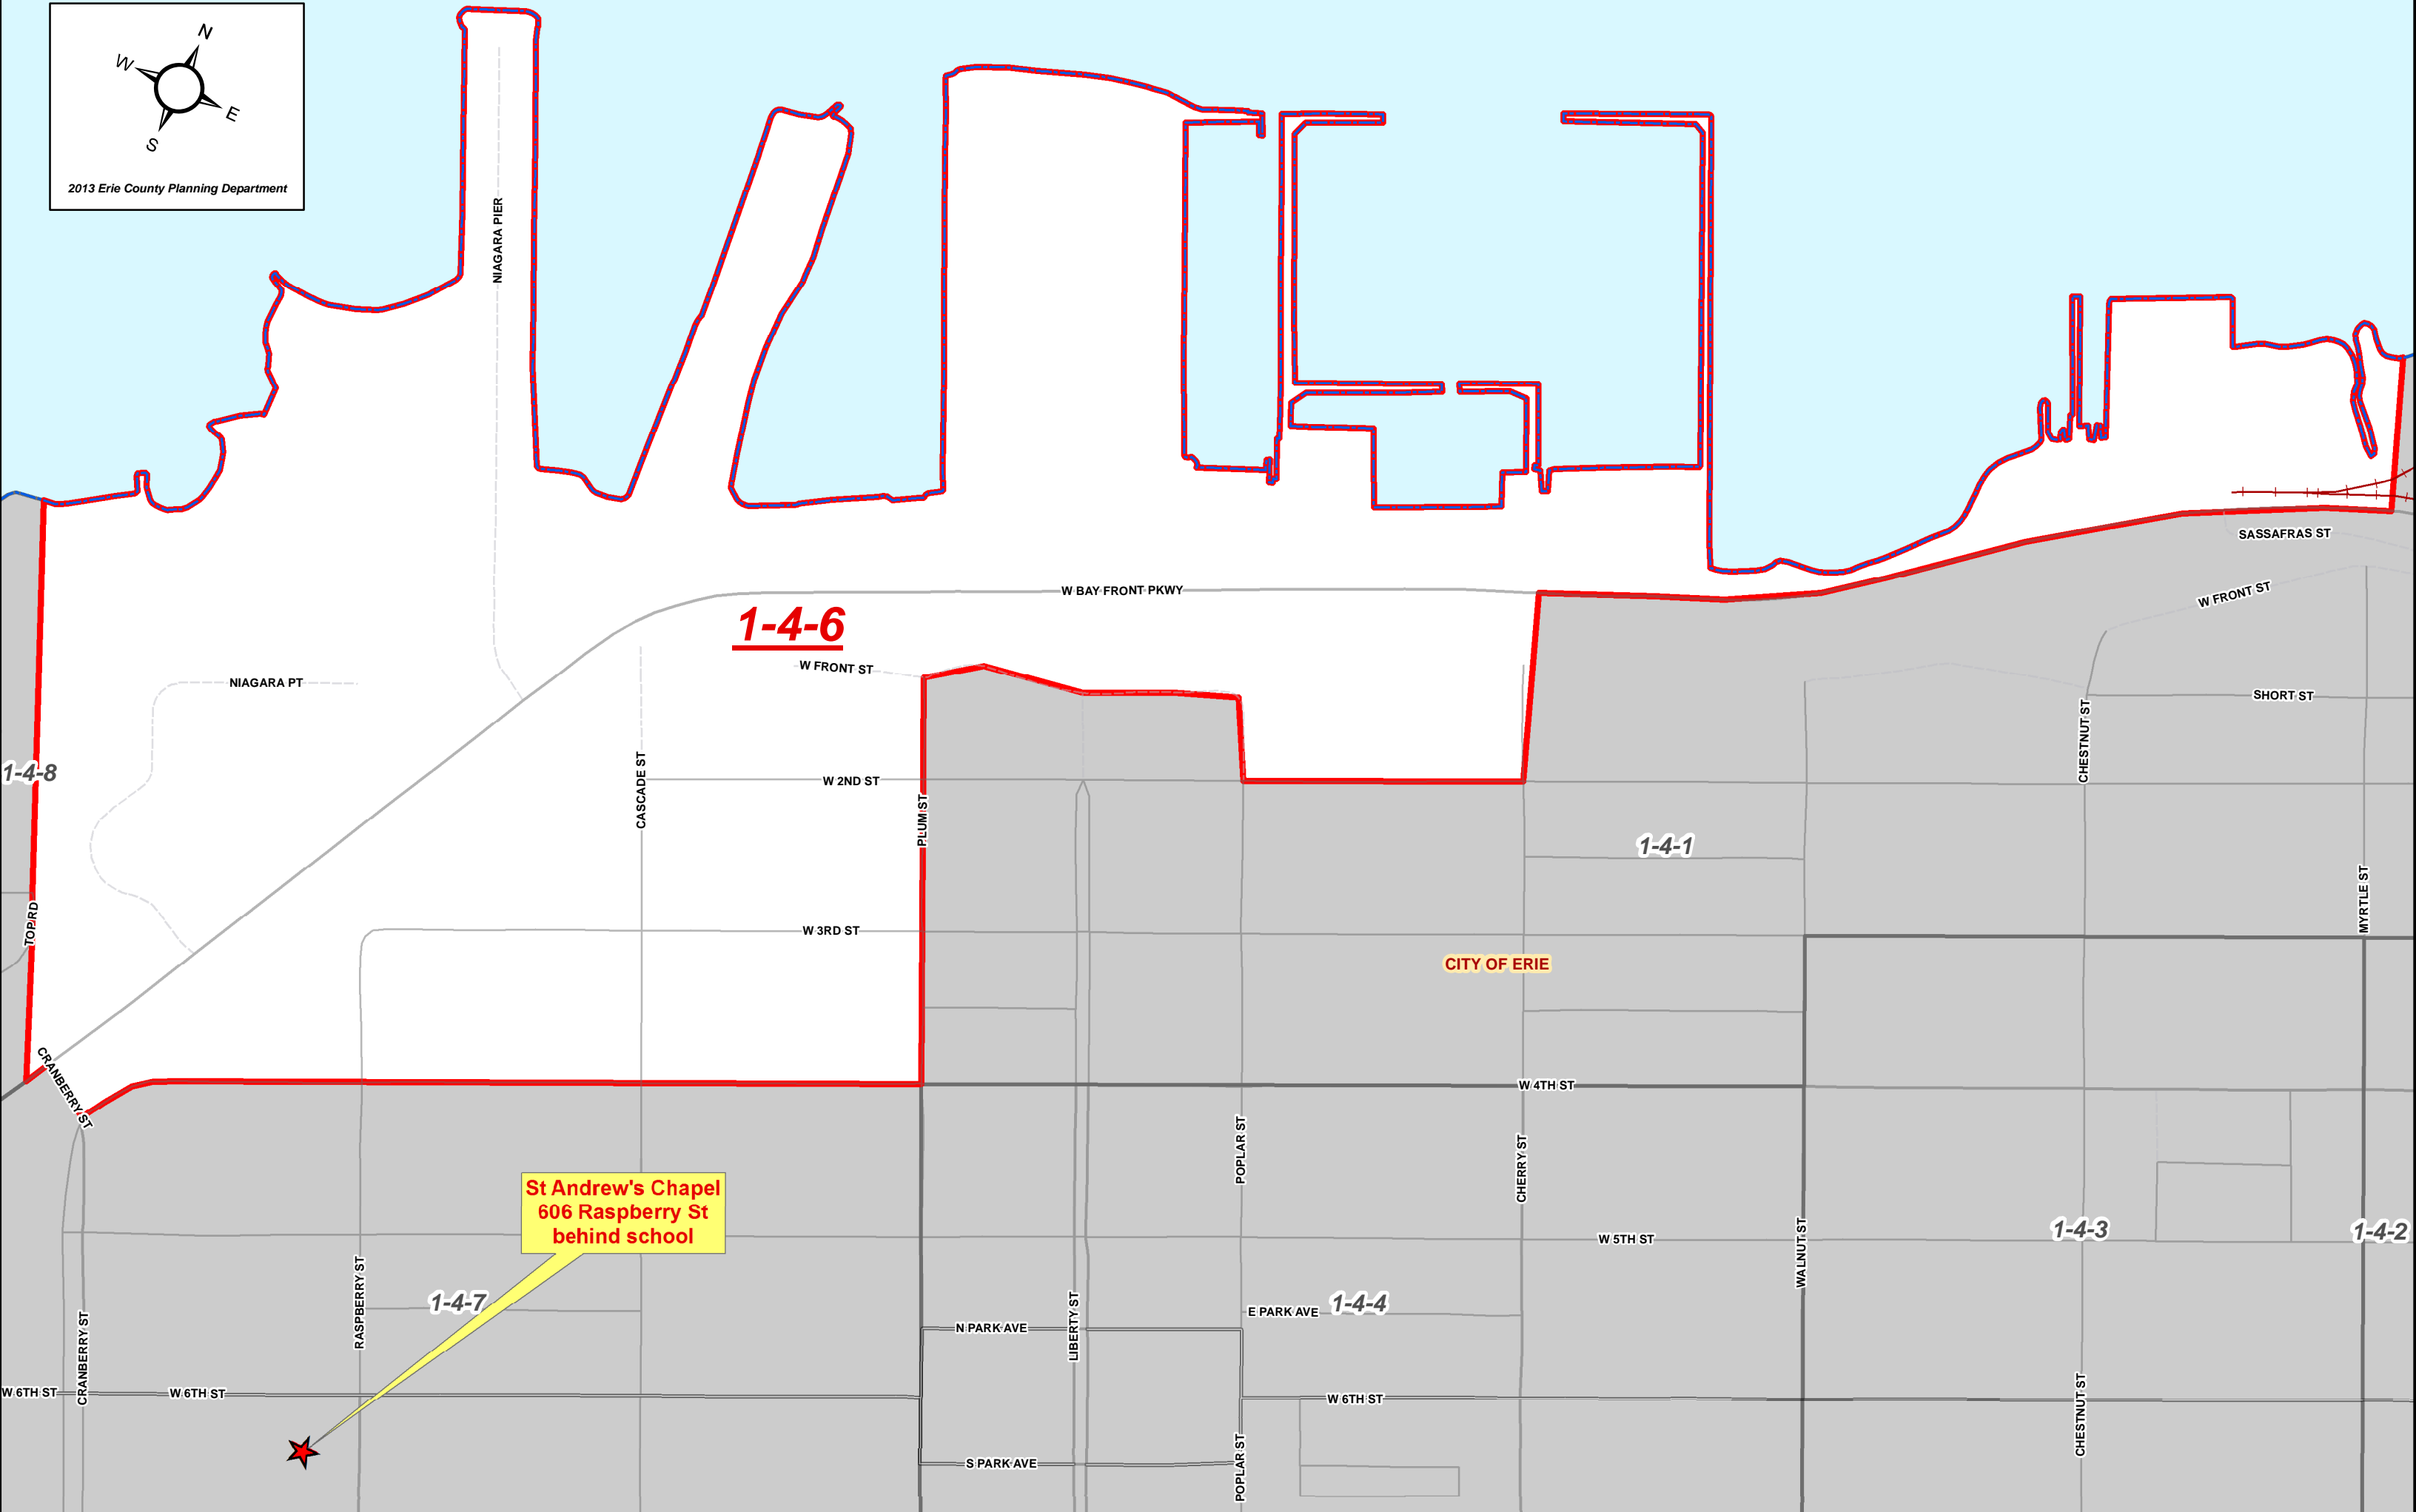 N
W
E
S
2013 Erie County Planning Department
NIAGARA PIER
SASSAFRAS ST
W BAY FRONT PKWY
W FRONT ST
1-4-6
W FRONT ST
NIAGARA PT
SHORT ST
CHESTNUT ST
1-4-8
CASCADE ST
W 2ND ST
PLUM ST
1-4-1
MYRTLE ST
TOP RD
W 3RD ST
CITY OF ERIE
CRANBERRY ST
W 4TH ST
POPLAR ST
CHERRY ST
St Andrew's Chapel
606 Raspberry St
behind school
W 5TH ST
WALNUT ST
1-4-3
1-4-2
RASPBERRY ST
1-4-7
LIBERTY ST
E PARK AVE
1-4-4
N PARK AVE
CRANBERRY ST
W 6TH ST
W 6TH ST
W 6TH ST
CHESTNUT ST
S PARK AVE
POPLAR ST